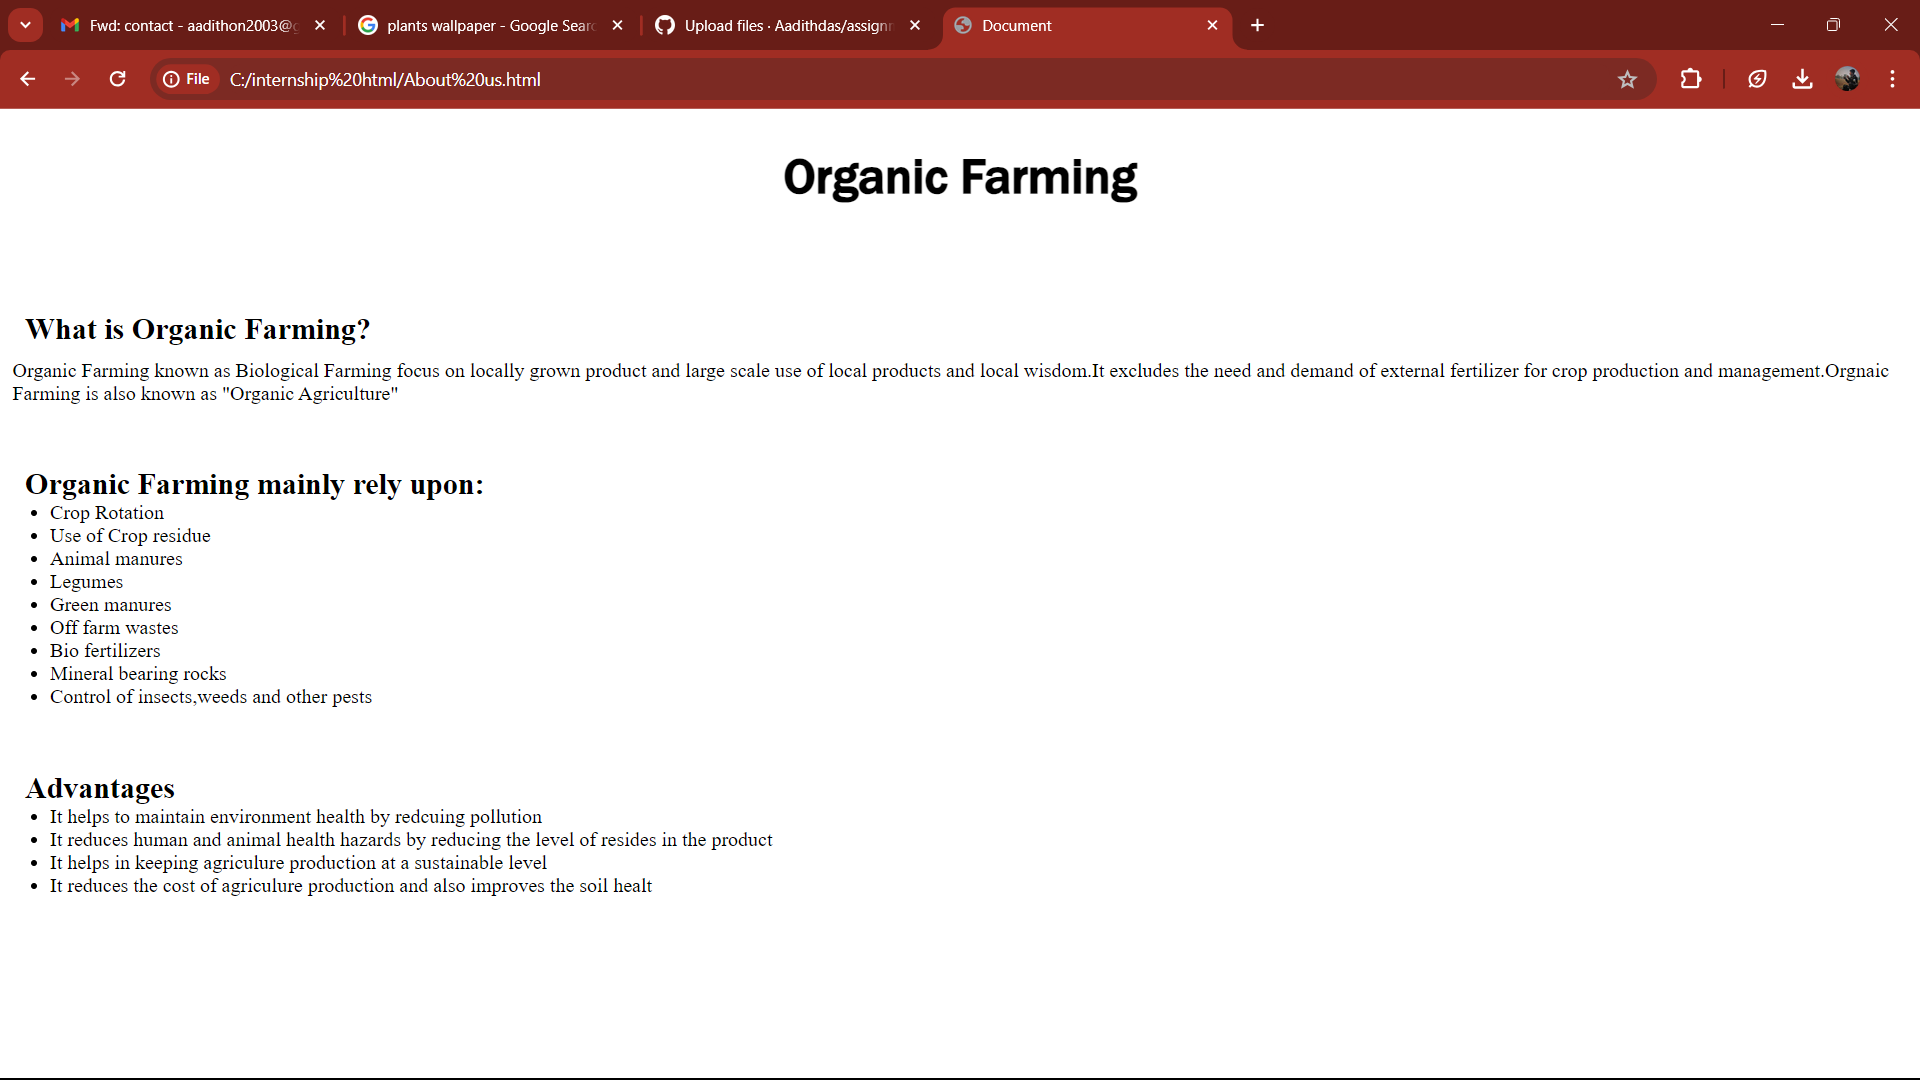 Fwd: contact - aadithon2003@g
plants wallpaper - Google Sear
Upload files · Aadithdas/assignm
Document
File
C:/internship%20html/About%20us.html
Organic Farming
What is Organic Farming?
Organic Farming known as Biological Farming focus on locally grown product and large scale use of local products and local wisdom.It excludes the need and demand of external fertilizer for crop production and management.Orgnaic
Farming is also known as "Organic Agriculture"
Organic Farming mainly rely upon:
Crop Rotation
Use of Crop residue
Animal manures
Legumes
Green manures
Off farm wastes
Bio fertilizers
Mineral bearing rocks
Control of insects,weeds and other pests
Advantages
It helps to maintain environment health by redcuing pollution
It reduces human and animal health hazards by reducing the level of resides in the product
It helps in keeping agriculure production at a sustainable level
It reduces the cost of agriculure production and also improves the soil healt